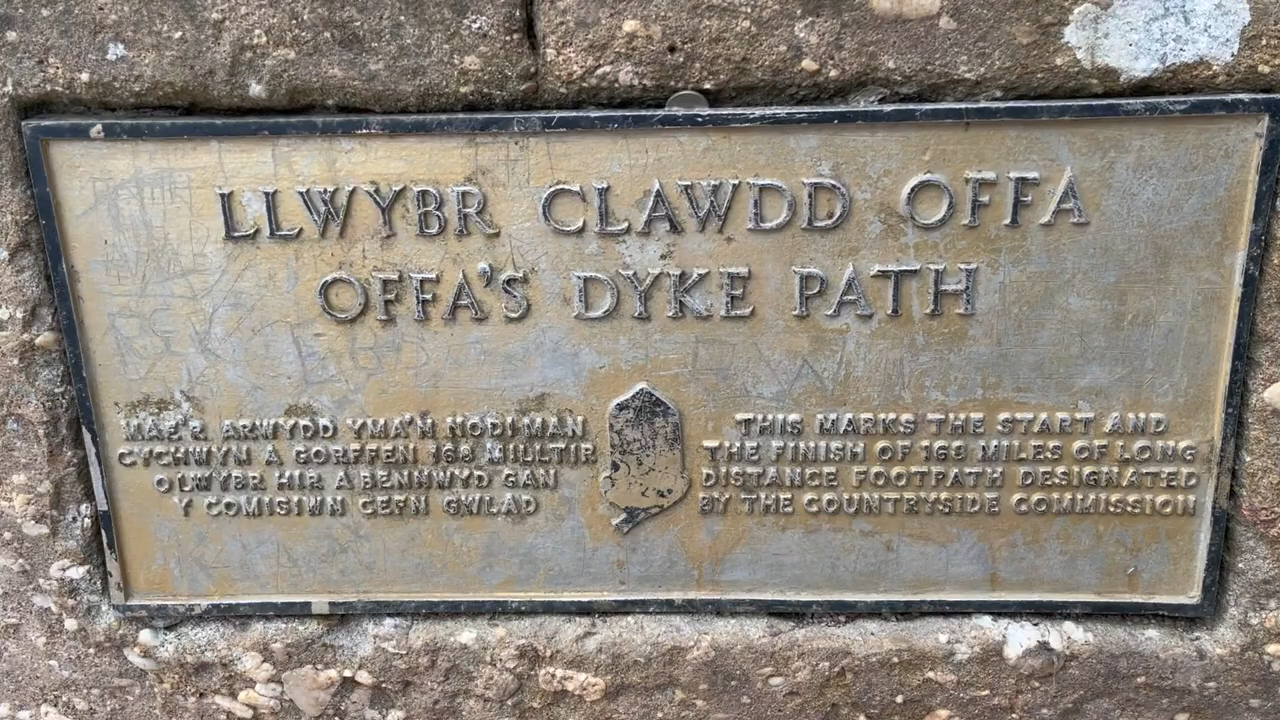 LLWYBR CLAWDD OFFA
OFFA'S DYKE PATH
MAE'R ARWYDD YMA'N NODI MAN
CYCHWYN A GORFFEN 168 MILLTIR
O LWYBR HIR A BENNWYD GAN
Y COMISIWN CEFN GWLAD
THIS MARKS THE START AND
THE FINISH OF 168 MILES OF LONG
DISTANCE FOOTPATH DESIGNATED
BY THE COUNTRYSIDE COMMISSION